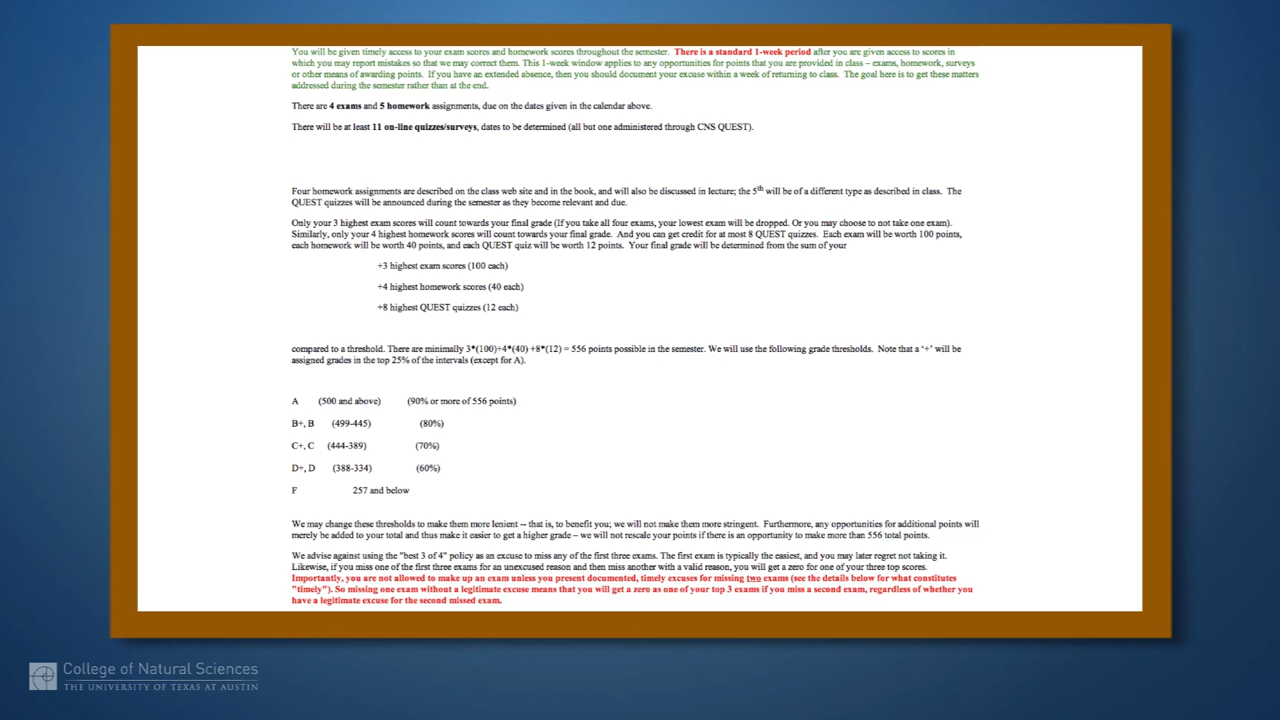 You will be given timely access to your exam scores and homework scores throughout the semester. There is a standard 1-week period after you are given access to scores in
which you may report mistakes so that we may correct them. This 1-week window applies to any opportunities for points that you are provided in class – exams, homework, surveys
or other means of awarding points. If you have an extended absence, then you should document your excuse within a week of returning to class. The goal here is to get these matters
addressed during the semester rather than at the end.
There are 4 exams and 5 homework assignments, due on the dates given in the calendar above.
There will be at least 11 on-line quizzes/surveys, dates to be determined (all but one administered through CNS QUEST).
Four homework assignments are described on the class web site and in the book, and will also be discussed in lecture; the 5th will be of a different type as described in class. The
QUEST quizzes will be announced during the semester as they become relevant and due.
Only your 3 highest exam scores will count towards your final grade (If you take all four exams, your lowest exam will be dropped. Or you may choose to not take one exam).
Similarly, only your 4 highest homework scores will count towards your final grade. And you can get credit for at most 8 QUEST quizzes. Each exam will be worth 100 points,
each homework will be worth 40 points, and each QUEST quiz will be worth 12 points. Your final grade will be determined from the sum of your
+3 highest exam scores (100 each)
+4 highest homework scores (40 each)
+8 highest QUEST quizzes (12 each)
compared to a threshold. There are minimally 3*(100)+4*(40) +8*(12) = 556 points possible in the semester. We will use the following grade thresholds. Note that a '+' will be
assigned grades in the top 25% of the intervals (except for A).
A (500 and above) (90% or more of 556 points)
B+, B (499-445) (80%)
C+, C (444-389) (70%)
D+, D (388-334) (60%)
F 257 and below
We may change these thresholds to make them more lenient -- that is, to benefit you; we will not make them more stringent. Furthermore, any opportunities for additional points will
merely be added to your total and thus make it easier to get a higher grade – we will not rescale your points if there is an opportunity to make more than 556 total points.
We advise against using the "best 3 of 4" policy as an excuse to miss any of the first three exams. The first exam is typically the easiest, and you may later regret not taking it.
Likewise, if you miss one of the first three exams for an unexcused reason and then miss another with a valid reason, you will get a zero for one of your three top scores.
Importantly, you are not allowed to make up an exam unless you present documented, timely excuses for missing two exams (see the details below for what constitutes
"timely"). So missing one exam without a legitimate excuse means that you will get a zero as one of your top 3 exams if you miss a second exam, regardless of whether you
have a legitimate excuse for the second missed exam.
College of Natural Sciences
THE UNIVERSITY OF TEXAS AT AUSTIN